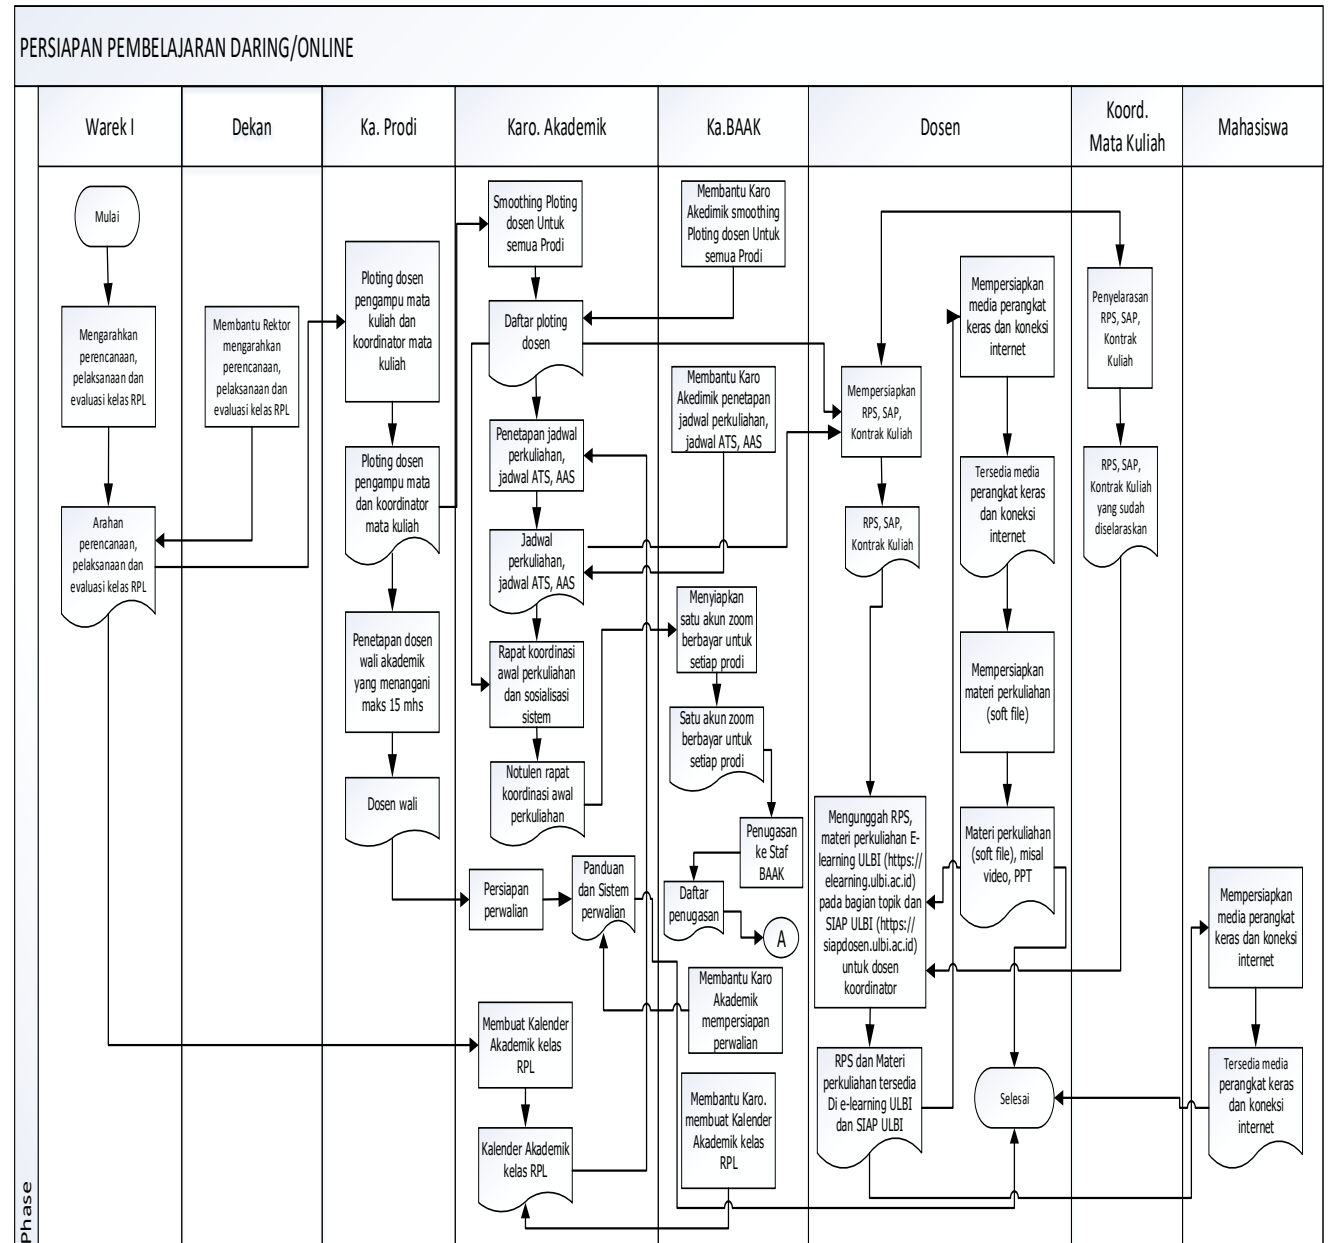 PERSIAPAN PEMBELAJARAN DARING/ONLINE
Warek I
Dekan
Ka. Prodi
Karo. Akademik
Ka.BAAK
Dosen
Koord.
Mata Kuliah
Mahasiswa
Mulai
Mengarahkan
perencanaan,
pelaksanaan dan
evaluasi kelas RPL
Arahan
perencanaan,
pelaksanaan dan
evaluasi kelas RPL
Membantu Rektor
mengarahkan
perencanaan,
pelaksanaan dan
evaluasi kelas RPL
Ploting dosen
pengampu mata
kuliah dan
koordinator mata
kuliah
Ploting dosen
pengampu mata
dan koordinator
mata kuliah
Penetapan dosen
wali akademik
yang menangani
maks 15 mhs
Dosen wali
Smoothing Ploting
dosen Untuk
semua Prodi
Daftar ploting
dosen
Penetapan jadwal
perkuliahan,
jadwal ATS, AAS
Jadwal
perkuliahan,
jadwal ATS, AAS
Rapat koordinasi
awal perkuliahan
dan sosialisasi
sistem
Notulen rapat
koordinasi awal
perkuliahan
Persiapan
perwalian
Panduan
dan Sistem
perwalian
Membuat Kalender
Akademik kelas
RPL
Kalender Akademik
kelas RPL
Membantu Karo
Akedimik smoothing
Ploting dosen Untuk
semua Prodi
Membantu Karo
Akedimik penetapan
jadwal perkuliahan,
jadwal ATS, AAS
Menyiapkan
satu akun zoom
berbayar untuk
setiap prodi
Satu akun zoom
berbayar untuk
setiap prodi
Penugasan
ke Staf
BAAK
Daftar
penugasan
A
Membantu Karo
Akademik
mempersiapan
perwalian
Membantu Karo.
membuat Kalender
Akademik kelas
RPL
Mempersiapkan
RPS, SAP,
Kontrak Kuliah
RPS, SAP,
Kontrak Kuliah
Mengunggah RPS,
materi perkuliahan E-
learning ULBI (https://
elearning.ulbi.ac.id)
pada bagian topik dan
SIAP ULBI (https://
siapdosen.ulbi.ac.id)
untuk dosen
koordinator
RPS dan Materi
perkuliahan tersedia
Di e-learning ULBI
dan SIAP ULBI
Mempersiapkan
media perangkat
keras dan koneksi
internet
Tersedia media
perangkat keras
dan koneksi
internet
Mempersiapkan
materi perkuliahan
(soft file)
Materi perkuliahan
(soft file), misal
video, PPT
Selesai
Penyelarasan
RPS, SAP,
Kontrak
Kuliah
RPS, SAP,
Kontrak Kuliah
yang sudah
diselaraskan
Mempersiapkan
media perangkat
keras dan koneksi
internet
Tersedia media
perangkat keras
dan koneksi
internet
Phase